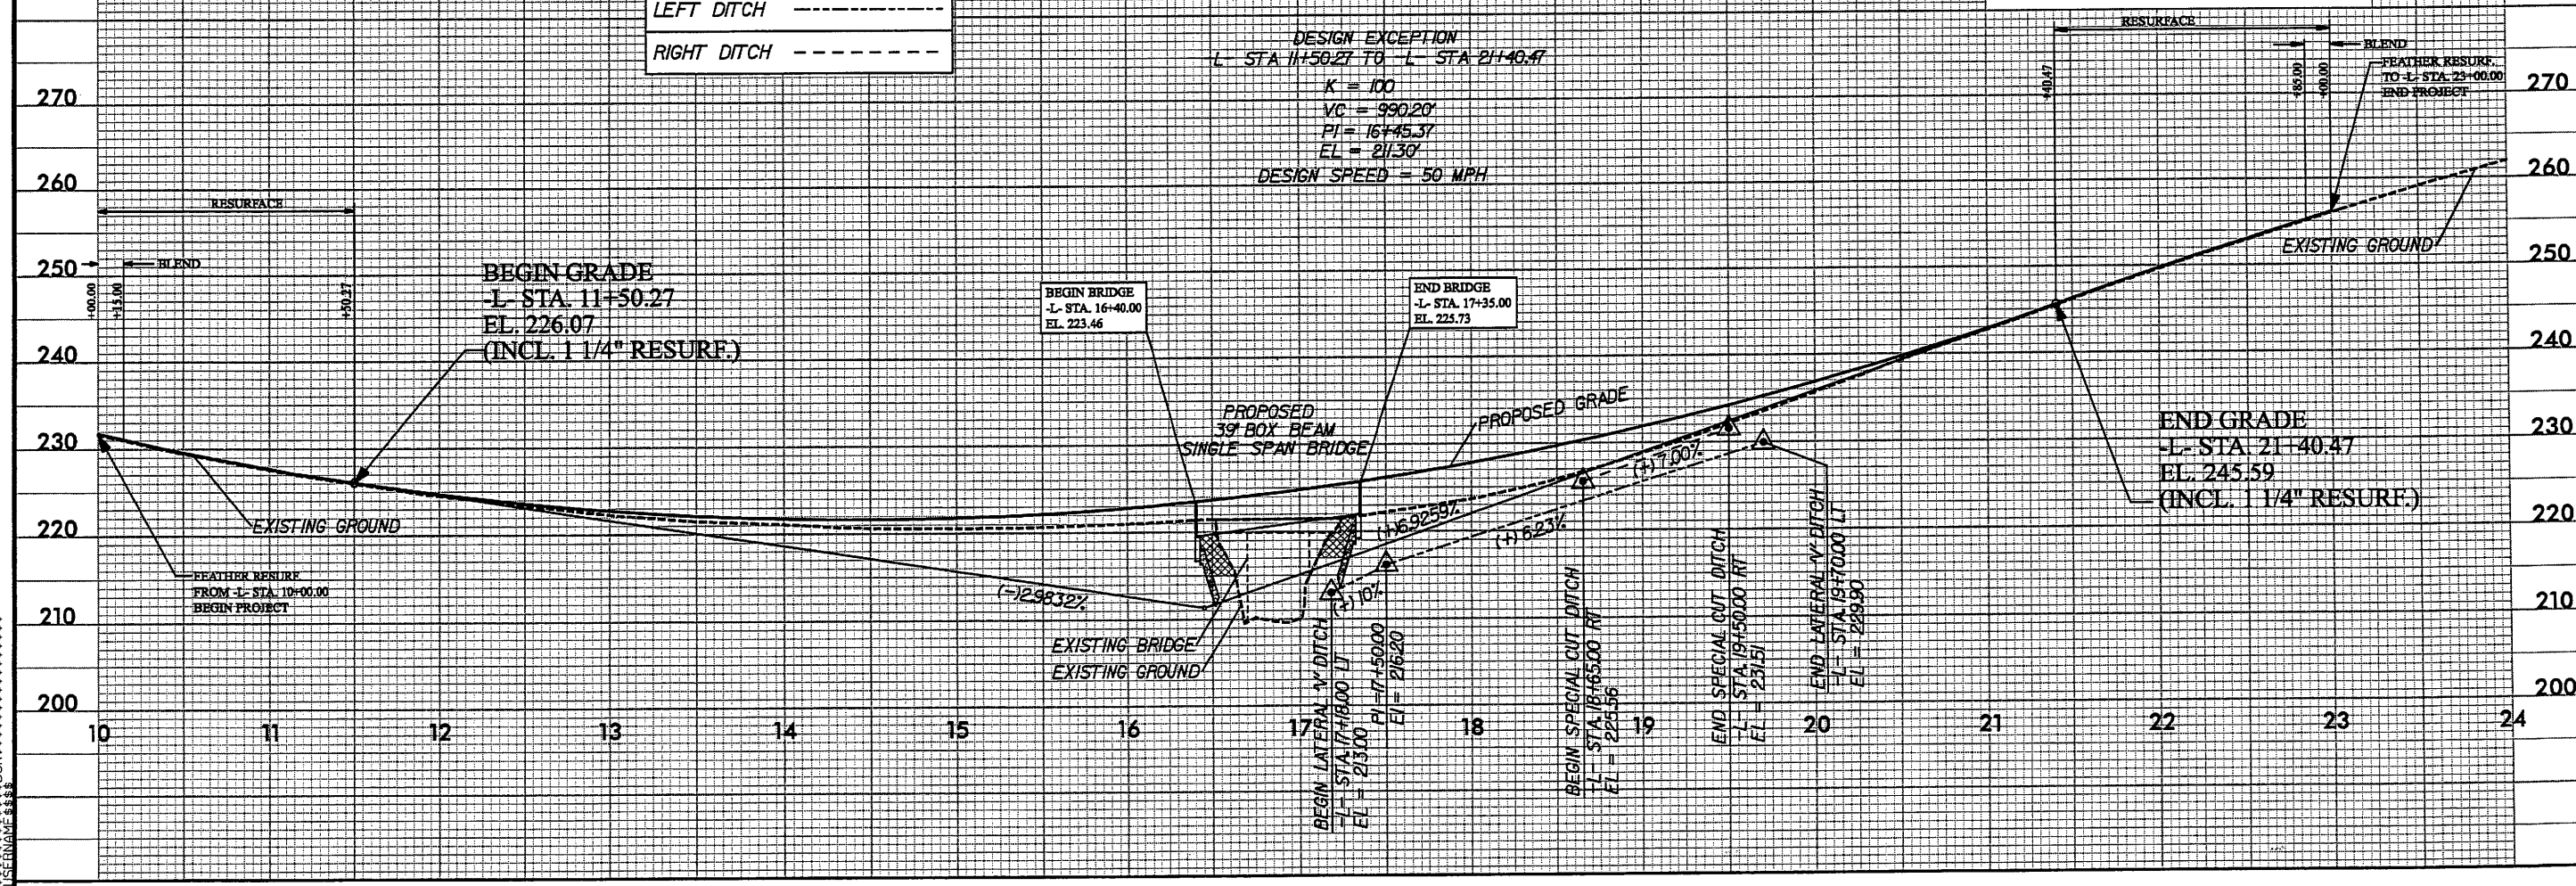 LEFT DITCH
RIGHT DITCH
DESIGN EXCEPTION
-L- STA 11+50.27 TO -L- STA 21+40.47
K = 100
VC = 990.20'
PI = 16+45.37
EL = 211.30'
DESIGN SPEED = 50 MPH
RESURFACE
BLEND
FEATHER RESURF.
TO -L- STA. 23+00.00
END PROJECT
+40.47
+85.00
+00.00
270
260
250
240
230
220
210
200
270
260
250
240
230
220
210
200
RESURFACE
BLEND
+00.00
+15.00
+50.27
BEGIN GRADE
-L- STA. 11+50.27
EL. 226.07
(INCL. 1 1/4" RESURF.)
BEGIN BRIDGE
-L- STA. 16+40.00
EL. 223.46
END BRIDGE
-L- STA. 17+35.00
EL. 225.73
EXISTING GROUND
PROPOSED
39" BOX BEAM
SINGLE SPAN BRIDGE
PROPOSED GRADE
END GRADE
-L- STA. 21+40.47
EL. 245.59
(INCL. 1 1/4" RESURF.)
EXISTING GROUND
FEATHER RESURF.
FROM -L- STA. 10+00.00
BEGIN PROJECT
(-)2.9832%
(+)6.9259%
(+)7.00%
(+)6.23%
(+)10%
EXISTING BRIDGE
EXISTING GROUND
BEGIN LATERAL 'V' DITCH
-L- STA. 17+18.00 LT
EL = 213.00
PI = 17+50.00
EL = 216.20
BEGIN SPECIAL CUT DITCH
-L- STA. 18+65.00 RT
EL = 225.56
END SPECIAL CUT DITCH
-L- STA. 19+50.00 RT
EL = 231.51
END LATERAL 'V' DITCH
-L- STA. 19+70.00 LT
EL = 229.90
10 11 12 13 14 15 16 17 18 19 20 21 22 23 24